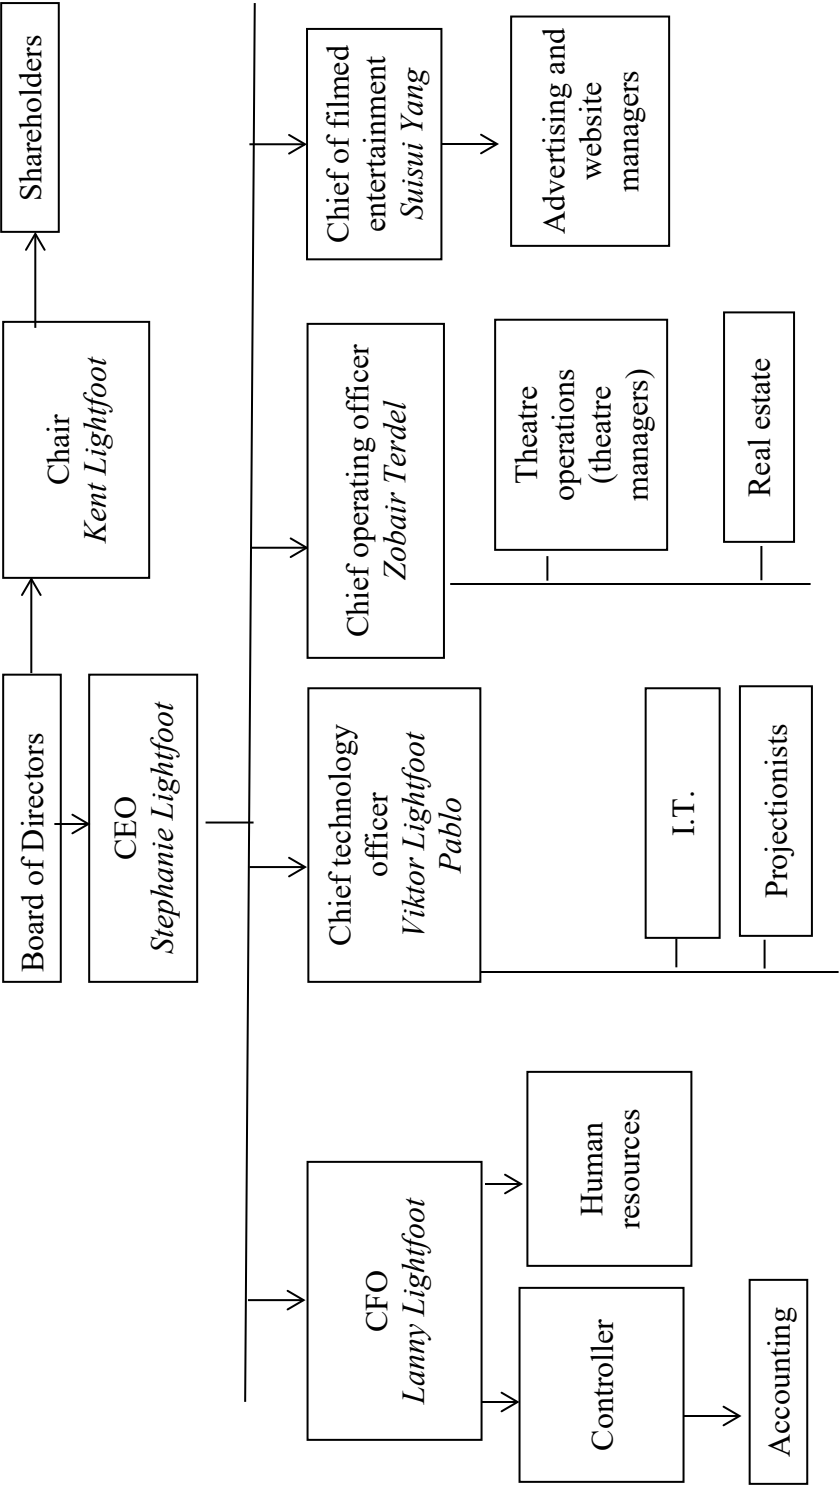 Board of Directors
Chair
Kent Lightfoot
Shareholders
CEO
Stephanie Lightfoot
CFO
Lanny Lightfoot
Chief technology
officer
Viktor Lightfoot
Pablo
Chief operating officer
Zobair Terdel
Chief of filmed
entertainment
Suisui Yang
Controller
Human
resources
Accounting
I.T.
Projectionists
Theatre
operations
(theatre
managers)
Real estate
Advertising and
website
managers